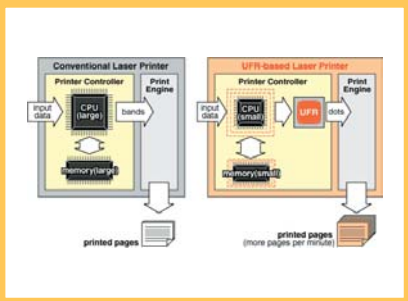 Conventional Laser Printer
Printer Controller
Print
Engine
input
data
CPU
(large)
bands
memory(large)
printed pages
UFR-based Laser Printer
Printer Controller
Print
Engine
input
data
CPU
(small)
UFR
dots
memory(small)
printed pages
(more pages per minute)